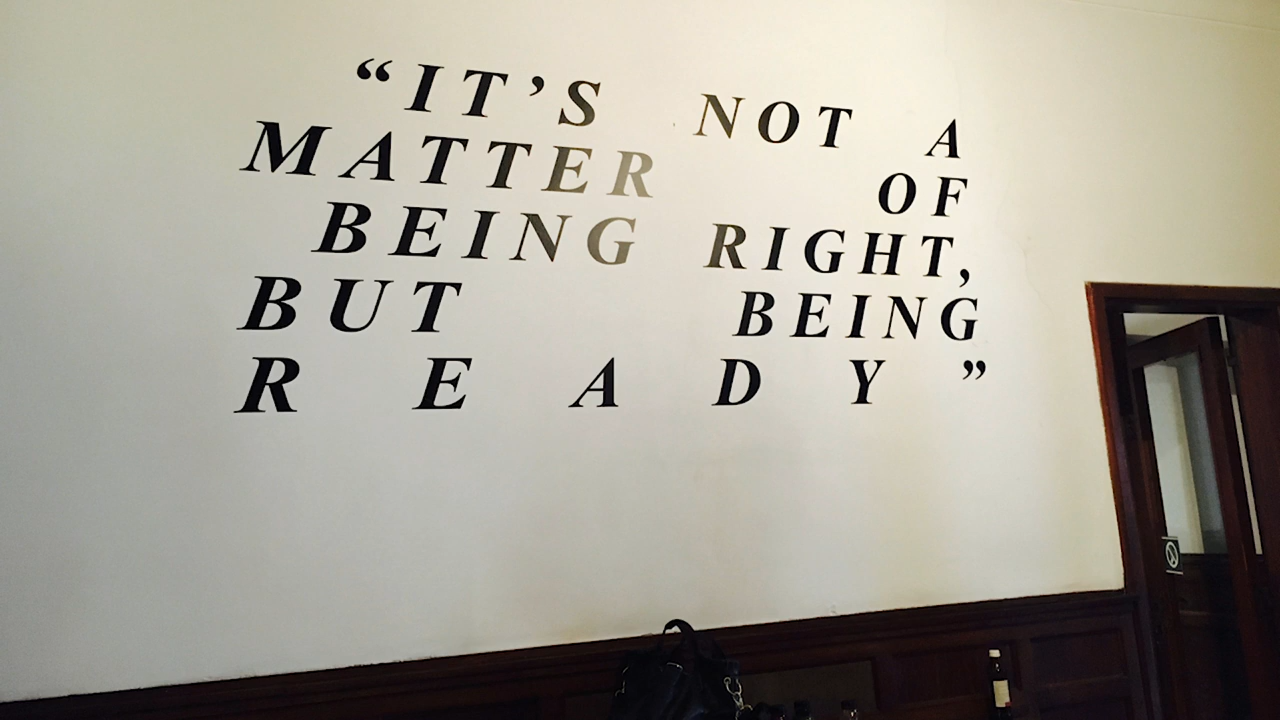 “IT’S NOT A
MATTER OF
BEING RIGHT,
BUT BEING
READY”